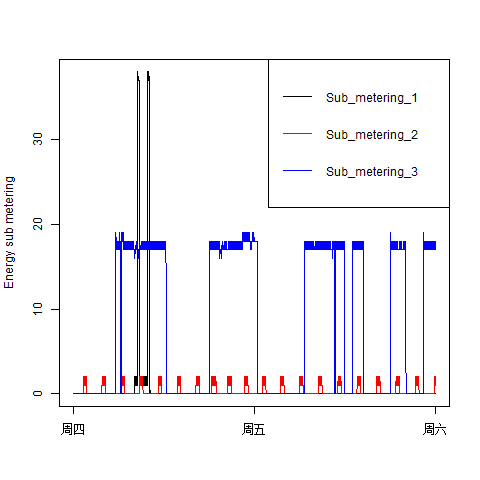 Sub_metering_1
Sub_metering_2
Sub_metering_3
Energy sub metering
30
20
10
0
周四 周五 周六